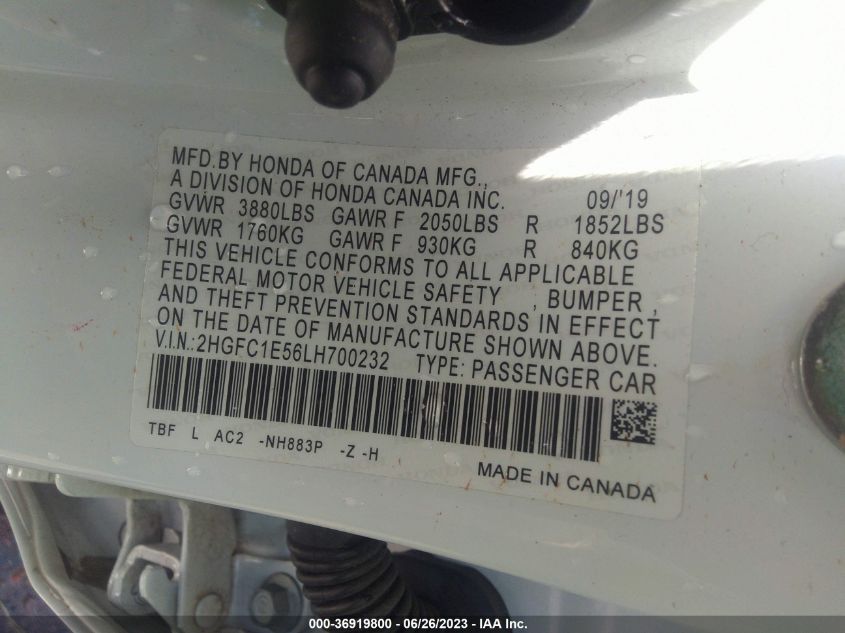 MFD.BY HONDA OF CANADA MFG.,
A DIVISION OF HONDA CANADA INC. 09/'19
GVWR 3880LBS GAWR F 2050LBS R 1852LBS
GVWR 1760KG GAWR F 930KG R 840KG
THIS VEHICLE CONFORMS TO ALL APPLICABLE
FEDERAL MOTOR VEHICLE SAFETY , BUMPER ,
AND THEFT PREVENTION STANDARDS IN EFFECT
ON THE DATE OF MANUFACTURE SHOWN ABOVE.
V.I.N.:2HGFC1E56LH700232 TYPE: PASSENGER CAR
TBF L AC2 -NH883P -Z -H
MADE IN CANADA
000-36919800 - 06/26/2023 - IAA Inc.